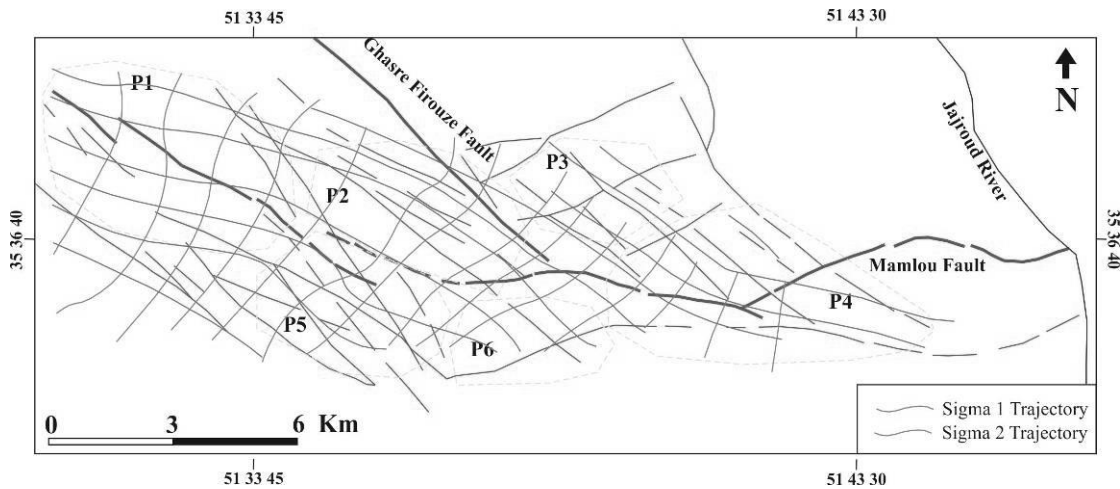 51 33 45
51 43 30
P1
Ghasre Firouze Fault
N
Jajroud River
P3
P2
35 36 40
35 36 40
Mamlou Fault
P4
P5
P6
0 3 6 Km
Sigma 1 Trajectory
Sigma 2 Trajectory
51 33 45
51 43 30